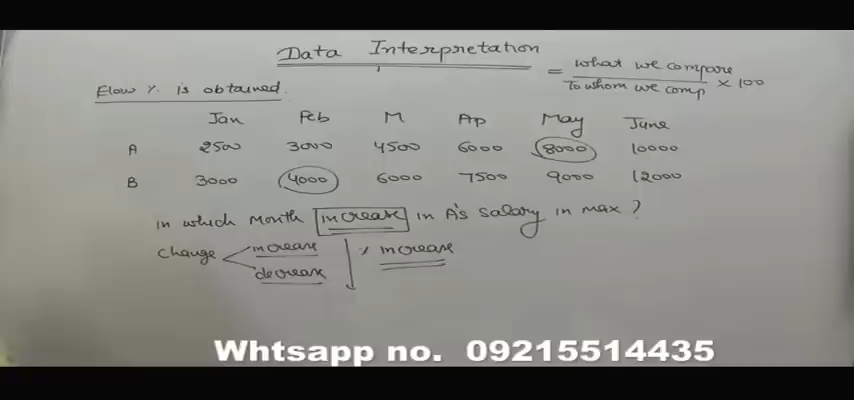 Data Interpretation
= what we compare
To whom we comp × 100
Flow % is obtained.
Jan Feb M Ap May June
A 2500 3000 4500 6000 8000 10000
B 3000 4000 6000 7500 9000 12000
in which Month increase in A's salary in max ?
change increase % increase
decrease
Whtsapp no. 09215514435